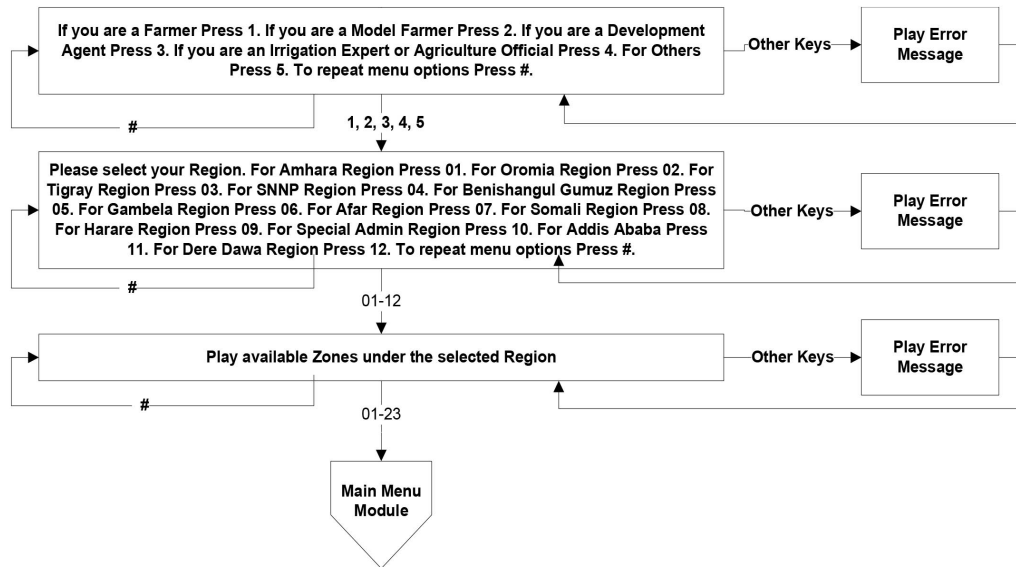 If you are a Farmer Press 1. If you are a Model Farmer Press 2. If you are a Development
Agent Press 3. If you are an Irrigation Expert or Agriculture Official Press 4. For Others
Press 5. To repeat menu options Press #.
Other Keys
Play Error
Message
#
1, 2, 3, 4, 5
Please select your Region. For Amhara Region Press 01. For Oromia Region Press 02. For
Tigray Region Press 03. For SNNP Region Press 04. For Benishangul Gumuz Region Press
05. For Gambela Region Press 06. For Afar Region Press 07. For Somali Region Press 08.
For Harare Region Press 09. For Special Admin Region Press 10. For Addis Ababa Press
11. For Dere Dawa Region Press 12. To repeat menu options Press #.
Other Keys
Play Error
Message
#
01-12
Play available Zones under the selected Region
Other Keys
Play Error
Message
#
01-23
Main Menu
Module